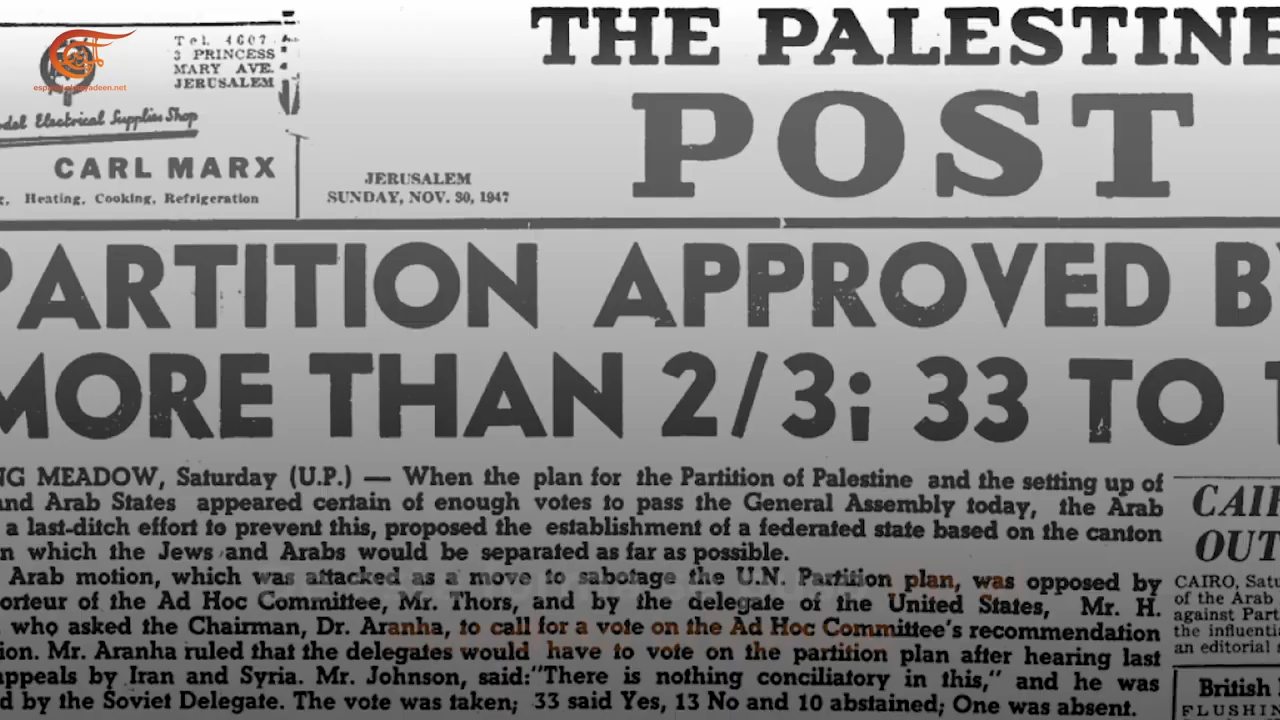 Tel. 4607
3 PRINCESS
MARY AVE.
JERUSALEM
Electrical Supplies Shop
CARL MARX
Heating, Cooking, Refrigeration
JERUSALEM
SUNDAY, NOV. 30, 1947
THE PALESTINE
POST
PARTITION APPROVED BY
MORE THAN 2/3; 33 TO
NG MEADOW, Saturday (U.P.) — When the plan for the Partition of Palestine and the setting up of
and Arab States appeared certain of enough votes to pass the General Assembly today, the Arab
a last-ditch effort to prevent this, proposed the establishment of a federated state based on the canton
n which the Jews and Arabs would be separated as far as possible.
Arab motion, which was attacked as a move to sabotage the U.N. Partition plan, was opposed by
orteur of the Ad Hoc Committee, Mr. Thors, and by the delegate of the United States, Mr. H.
who asked the Chairman, Dr. Aranha, to call for a vote on the Ad Hoc Committee's recommendation
ion. Mr. Aranha ruled that the delegates would have to vote on the partition plan after hearing last
appeals by Iran and Syria. Mr. Johnson, said:"There is nothing conciliatory in this," and he was
d by the Soviet Delegate. The vote was taken; 33 said Yes, 13 No and 10 abstained; One was absent.
CAI
OUT
CAIRO, Satu
of the Arab
against Part
the influenti
an editorial s
British
FLUSHIN